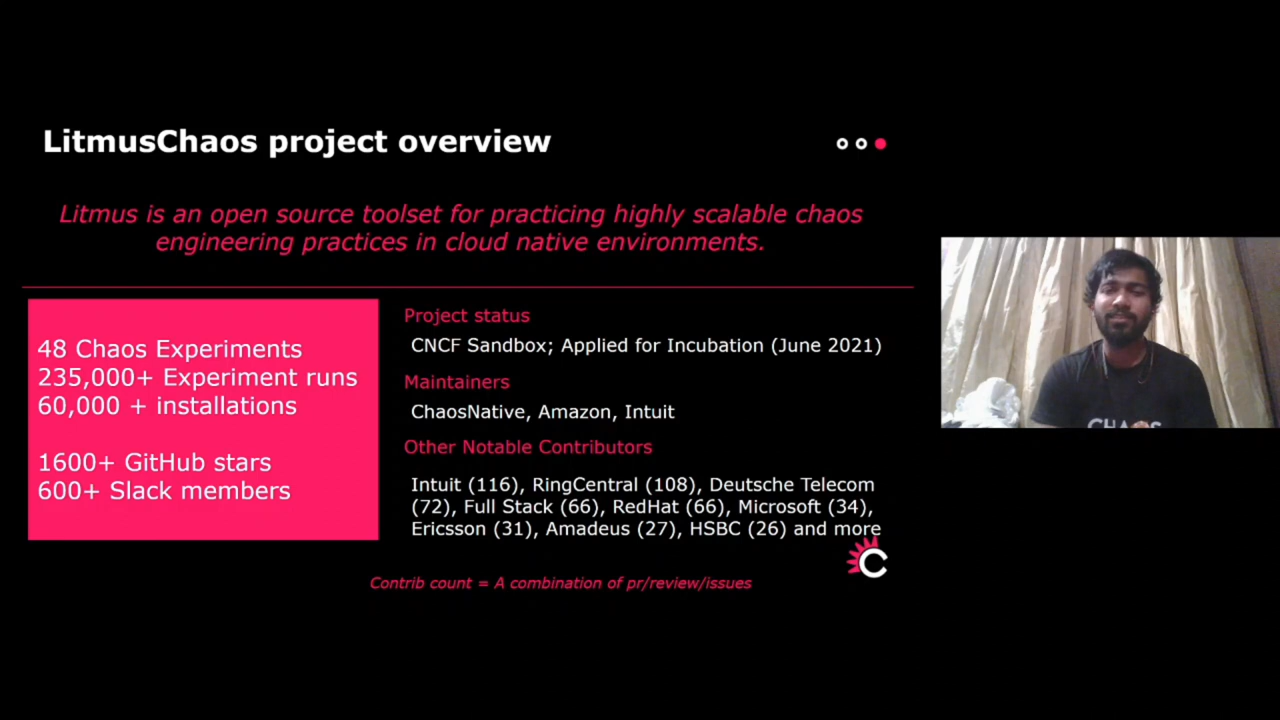 LitmusChaos project overview
Litmus is an open source toolset for practicing highly scalable chaos
engineering practices in cloud native environments.
48 Chaos Experiments
235,000+ Experiment runs
60,000 + installations
1600+ GitHub stars
600+ Slack members
Project status
CNCF Sandbox; Applied for Incubation (June 2021)
Maintainers
ChaosNative, Amazon, Intuit
Other Notable Contributors
Intuit (116), RingCentral (108), Deutsche Telecom
(72), Full Stack (66), RedHat (66), Microsoft (34),
Ericsson (31), Amadeus (27), HSBC (26) and more
Contrib count = A combination of pr/review/issues
CHAOS